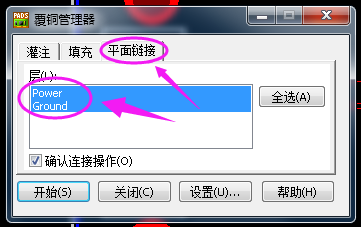 PADS 覆铜管理器
灌注 填充 平面链接
层(L):
Power
Ground
全选(A)
确认连接操作(O)
开始(S) 关闭(C) 设置(U)... 帮助(H)